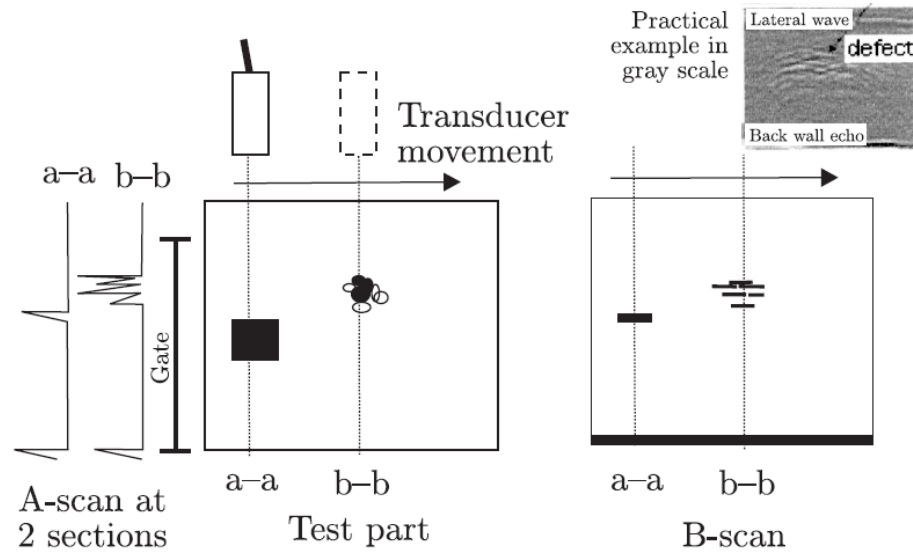 Practical
example in
gray scale
Lateral wave
defect
Back wall echo
Transducer
movement
a–a
b–b
Gate
a–a
b–b
a–a
b–b
A-scan at
2 sections
Test part
B-scan